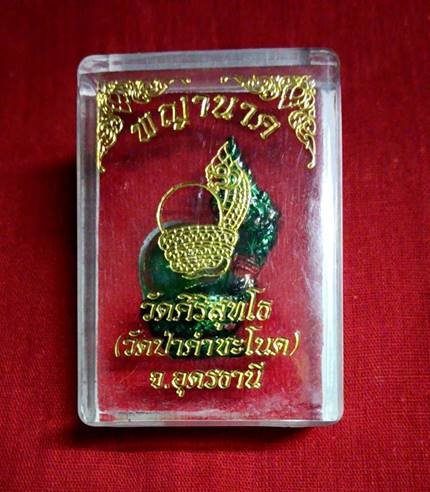 พญานาค
วัดศิริสุทโธ
(วัดป่าคำชะโนด)
จ.อุดรธานี